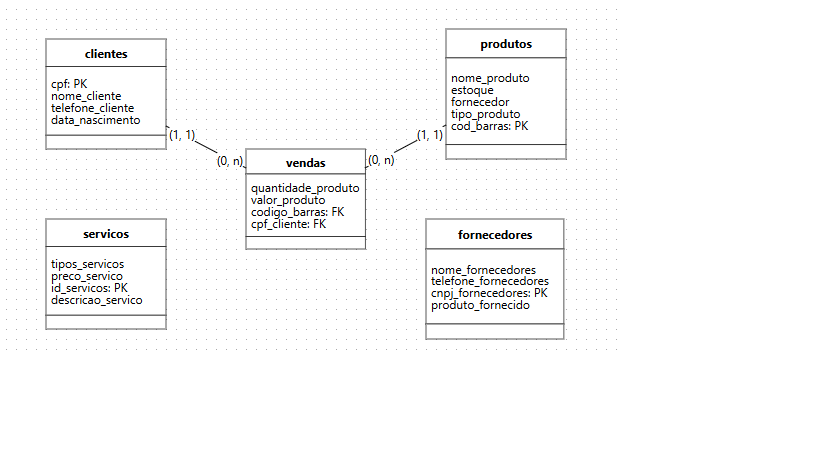 clientes
cpf: PK
nome_cliente
telefone_cliente
data_nascimento
(1, 1)
(0, n)
vendas
quantidade_produto
valor_produto
codigo_barras: FK
cpf_cliente: FK
(0, n)
(1, 1)
produtos
nome_produto
estoque
fornecedor
tipo_produto
cod_barras: PK
servicos
tipos_servicos
preco_servico
id_servicos: PK
descricao_servico
fornecedores
nome_fornecedores
telefone_fornecedores
cnpj_fornecedores: PK
produto_fornecido